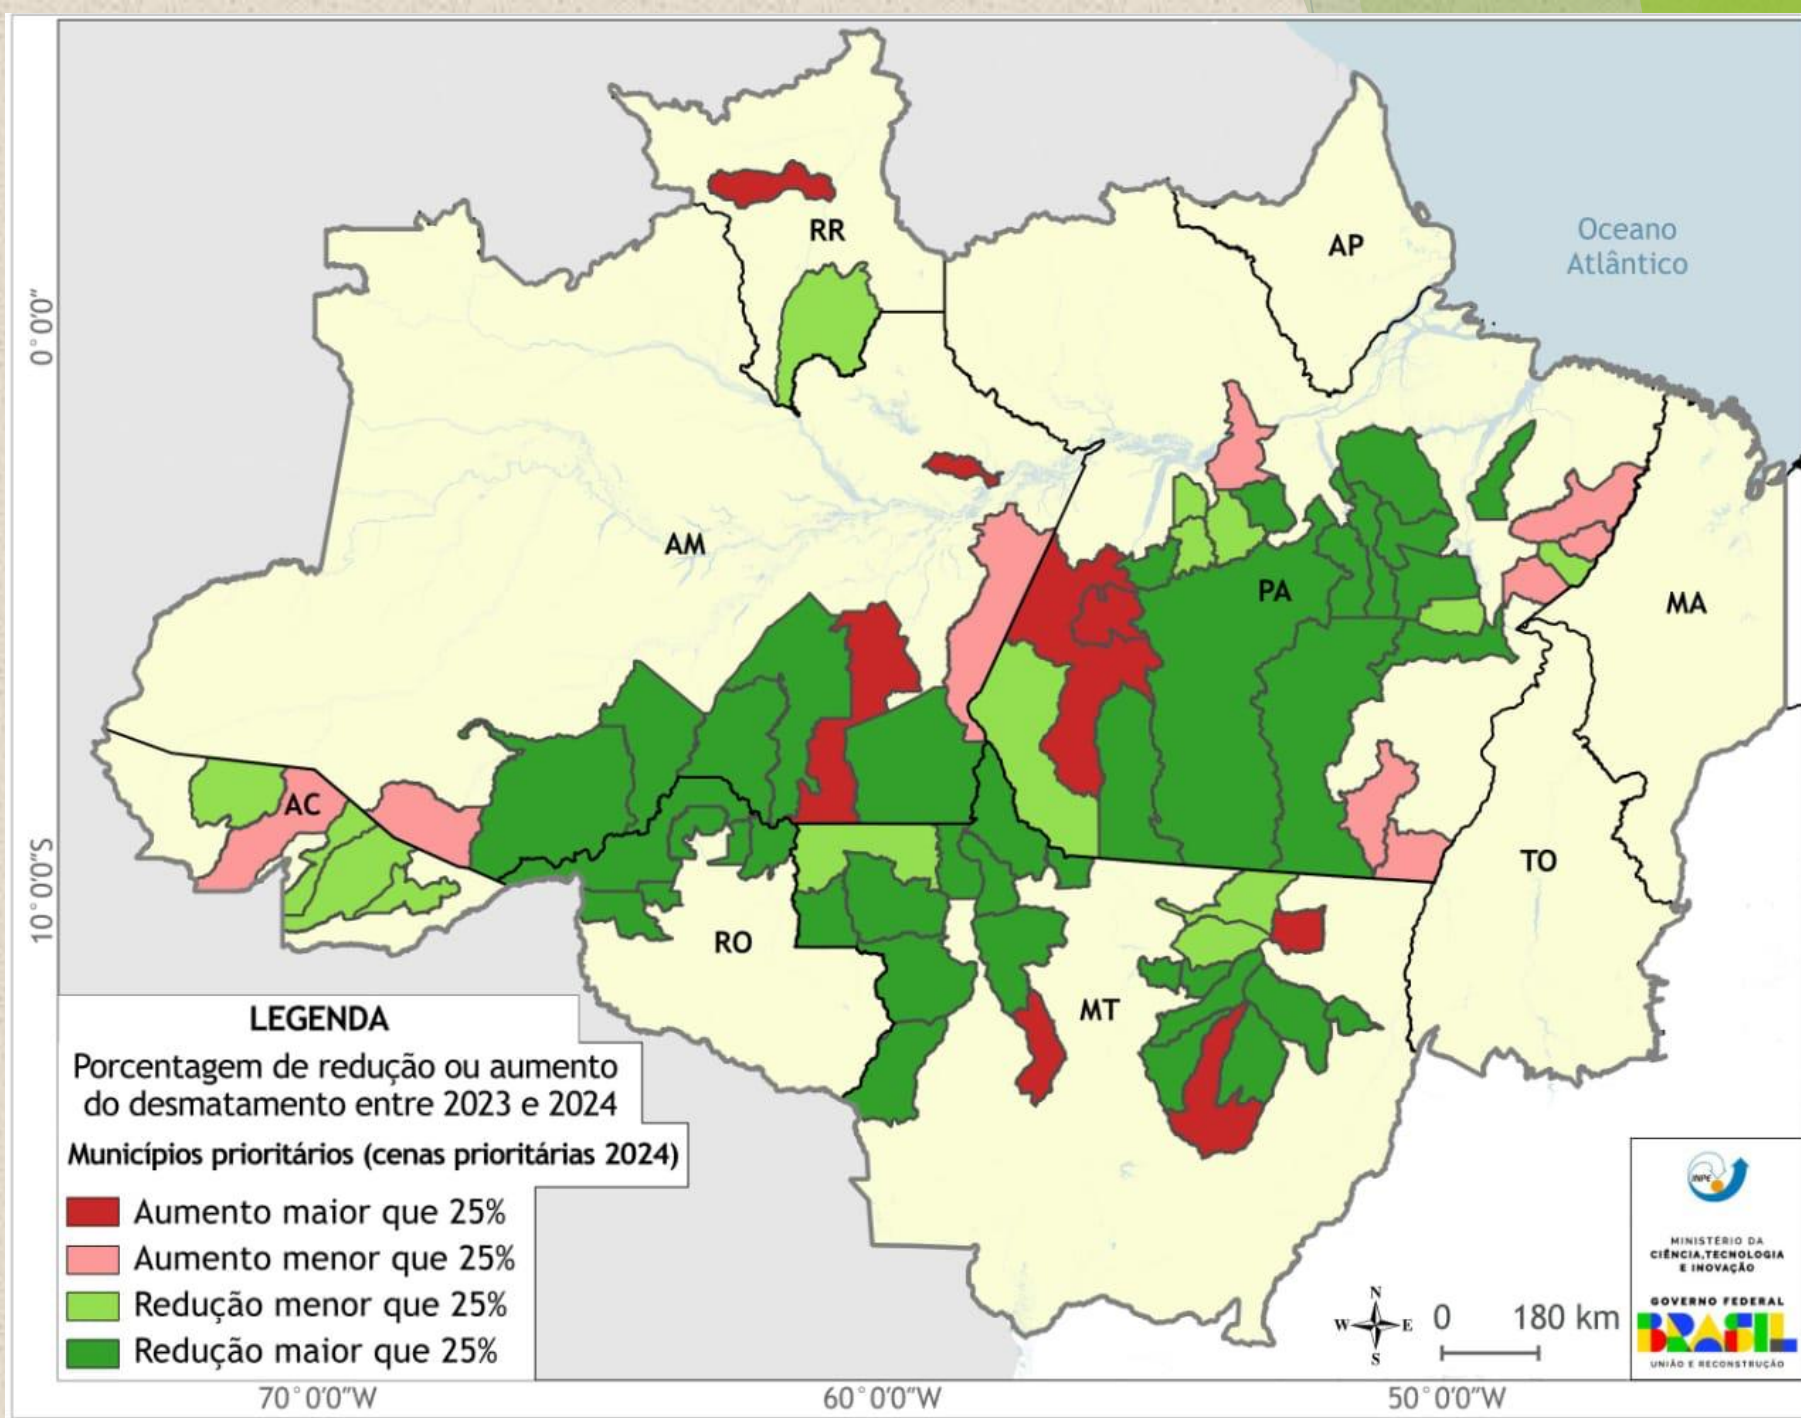 RR
AP
Oceano
Atlântico
0°0'0"
AM
PA
MA
AC
TO
RO
MT
10°0'0"S
LEGENDA
Porcentagem de redução ou aumento
do desmatamento entre 2023 e 2024
Municípios prioritários (cenas prioritárias 2024)
Aumento maior que 25%
Aumento menor que 25%
Redução menor que 25%
Redução maior que 25%
N
W E
S
0 180 km
INPE
MINISTÉRIO DA
CIÊNCIA,TECNOLOGIA
E INOVAÇÃO
GOVERNO FEDERAL
BRASIL
UNIÃO E RECONSTRUÇÃO
70°0'0"W 60°0'0"W 50°0'0"W